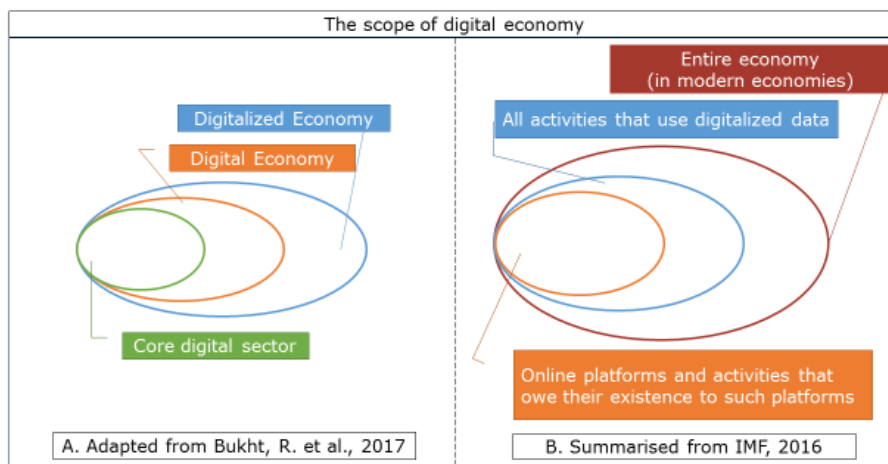 The scope of digital economy
Digitalized Economy
Digital Economy
Core digital sector
A. Adapted from Bukht, R. et al., 2017
Entire economy
(in modern economies)
All activities that use digitalized data
Online platforms and activities that
owe their existence to such platforms
B. Summarised from IMF, 2016